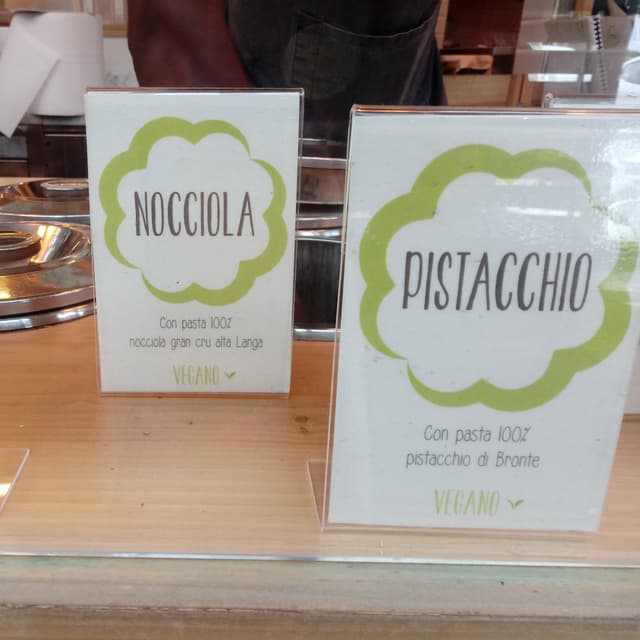 NOCCIOLA
Con pasta 100%
nocciola gran cru alta Langa
VEGANO
PISTACCHIO
Con pasta 100%
pistacchio di Bronte
VEGANO